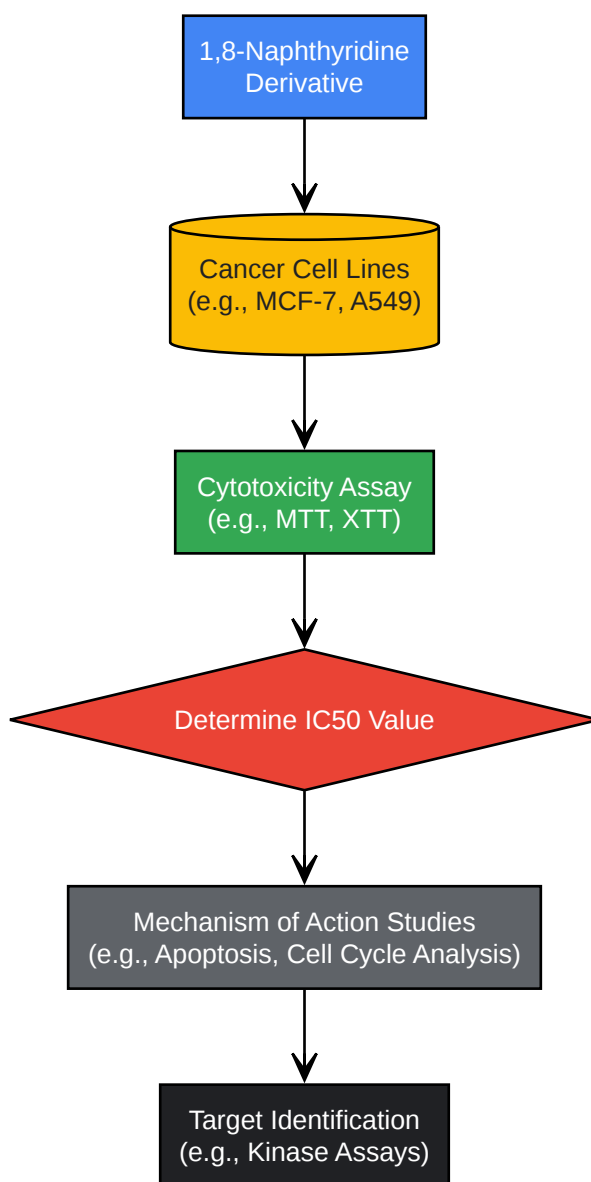 1,8-Naphthyridine
Derivative
Cancer Cell Lines
(e.g., MCF-7, A549)
Cytotoxicity Assay
(e.g., MTT, XTT)
Determine IC50 Value
Mechanism of Action Studies
(e.g., Apoptosis, Cell Cycle Analysis)
Target Identification
(e.g., Kinase Assays)